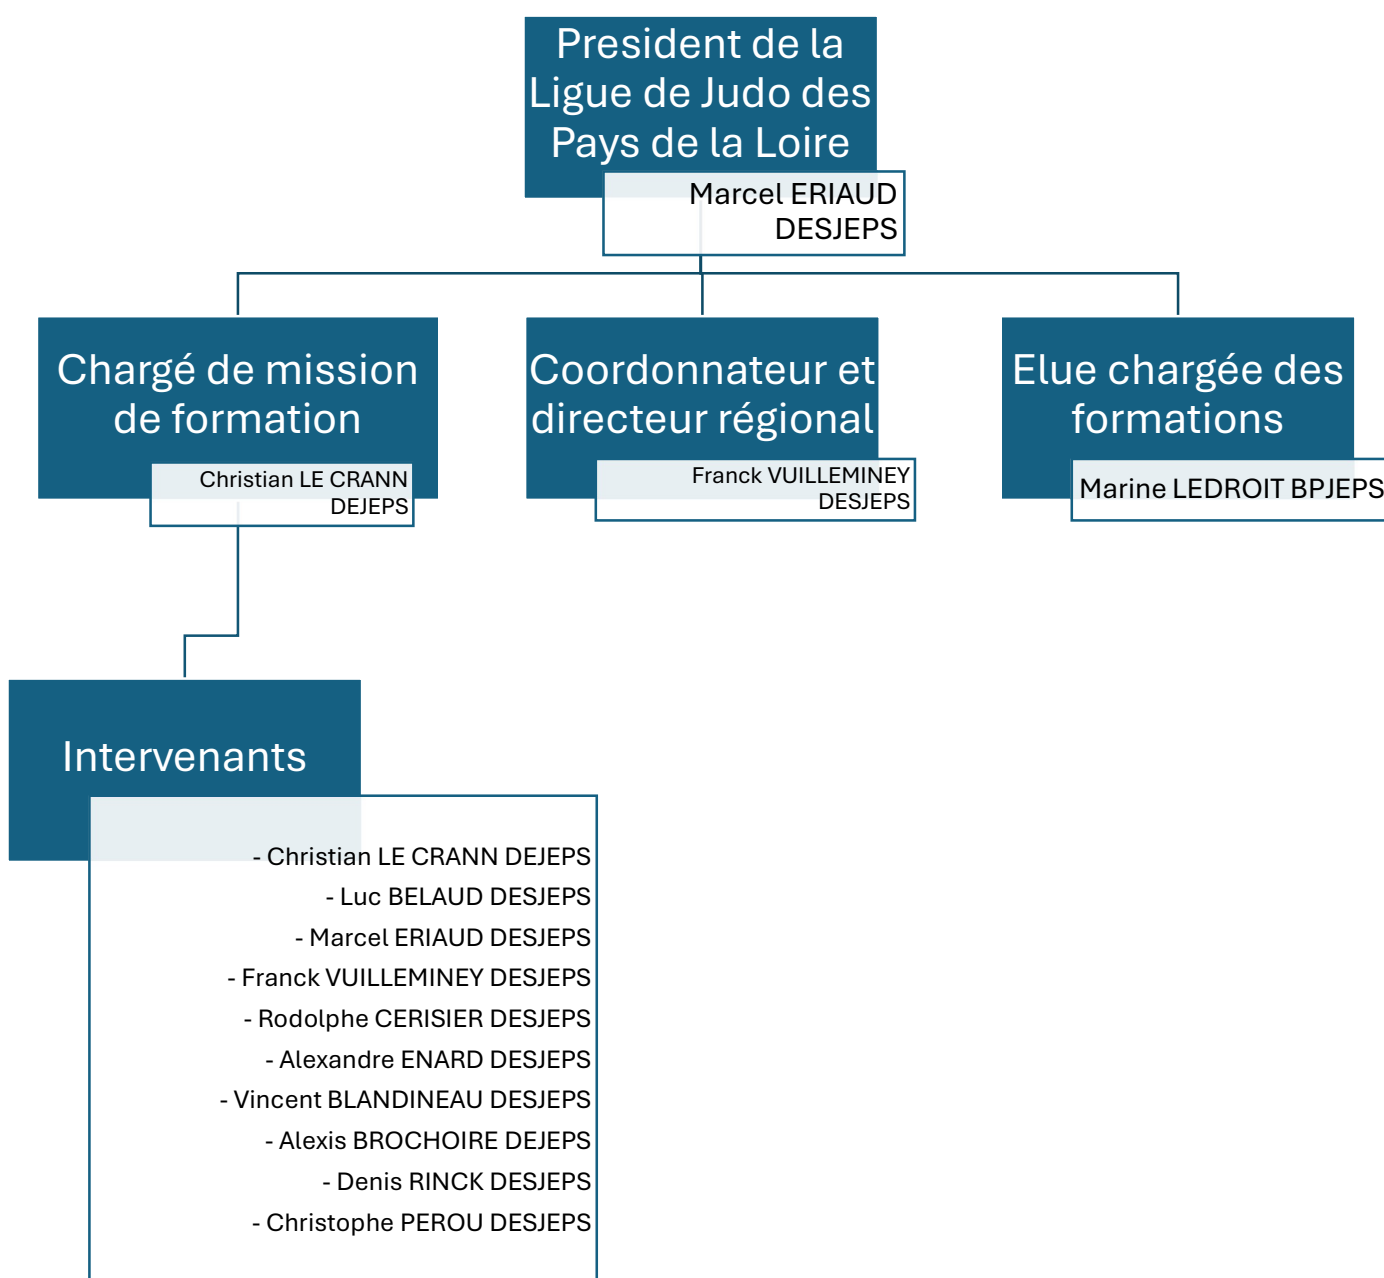 President de la
Ligue de Judo des
Pays de la Loire
Marcel ERIAUD
DESJEPS
Chargé de mission
de formation
Christian LE CRANN
DEJEPS
Coordonnateur et
directeur régional
Franck VUILLEMINEY
DESJEPS
Elue chargée des
formations
Marine LEDROIT BPJEPS
Intervenants
- Christian LE CRANN DEJEPS
- Luc BELAUD DESJEPS
- Marcel ERIAUD DESJEPS
- Franck VUILLEMINEY DESJEPS
- Rodolphe CERISIER DESJEPS
- Alexandre ENARD DESJEPS
- Vincent BLANDINEAU DESJEPS
- Alexis BROCHOIRE DEJEPS
- Denis RINCK DESJEPS
- Christophe PEROU DESJEPS